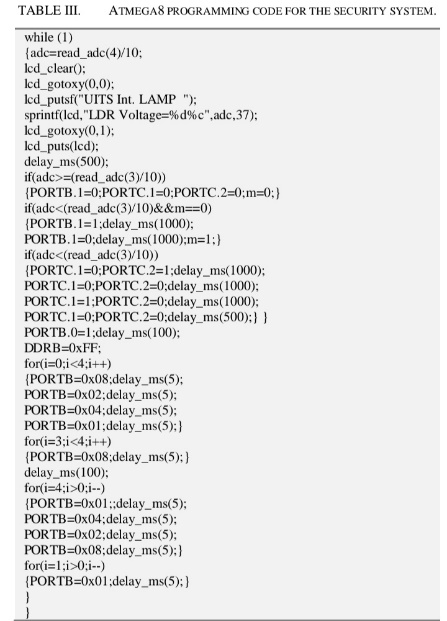 TABLE III. ATMEGA8 PROGRAMMING CODE FOR THE SECURITY SYSTEM.
while (1)
{adc=read_adc(4)/10;
lcd_clear();
lcd_gotoxy(0,0);
lcd_putsf("UITS Int. LAMP ");
sprintf(lcd,"LDR Voltage=%d%c",adc,37);
lcd_gotoxy(0,1);
lcd_puts(lcd);
delay_ms(500);
if(adc>=(read_adc(3)/10))
{PORTB.1=0;PORTC.1=0;PORTC.2=0;m=0;}
if(adc<(read_adc(3)/10)&&m==0)
{PORTB.1=1;delay_ms(1000);
PORTB.1=0;delay_ms(1000);m=1;}
if(adc<(read_adc(3)/10))
{PORTC.1=0;PORTC.2=1;delay_ms(1000);
PORTC.1=0;PORTC.2=0;delay_ms(1000);
PORTC.1=1;PORTC.2=0;delay_ms(1000);
PORTC.1=0;PORTC.2=0;delay_ms(500);} }
PORTB.0=1;delay_ms(100);
DDRB=0xFF;
for(i=0;i<4;i++)
{PORTB=0x08;delay_ms(5);
PORTB=0x02;delay_ms(5);
PORTB=0x04;delay_ms(5);
PORTB=0x01;delay_ms(5);}
for(i=3;i<4;i++)
{PORTB=0x08;delay_ms(5);}
delay_ms(100);
for(i=4;i>0;i--)
{PORTB=0x01;;delay_ms(5);
PORTB=0x04;delay_ms(5);
PORTB=0x02;delay_ms(5);
PORTB=0x08;delay_ms(5);}
for(i=1;i>0;i--)
{PORTB=0x01;delay_ms(5);}
}
}